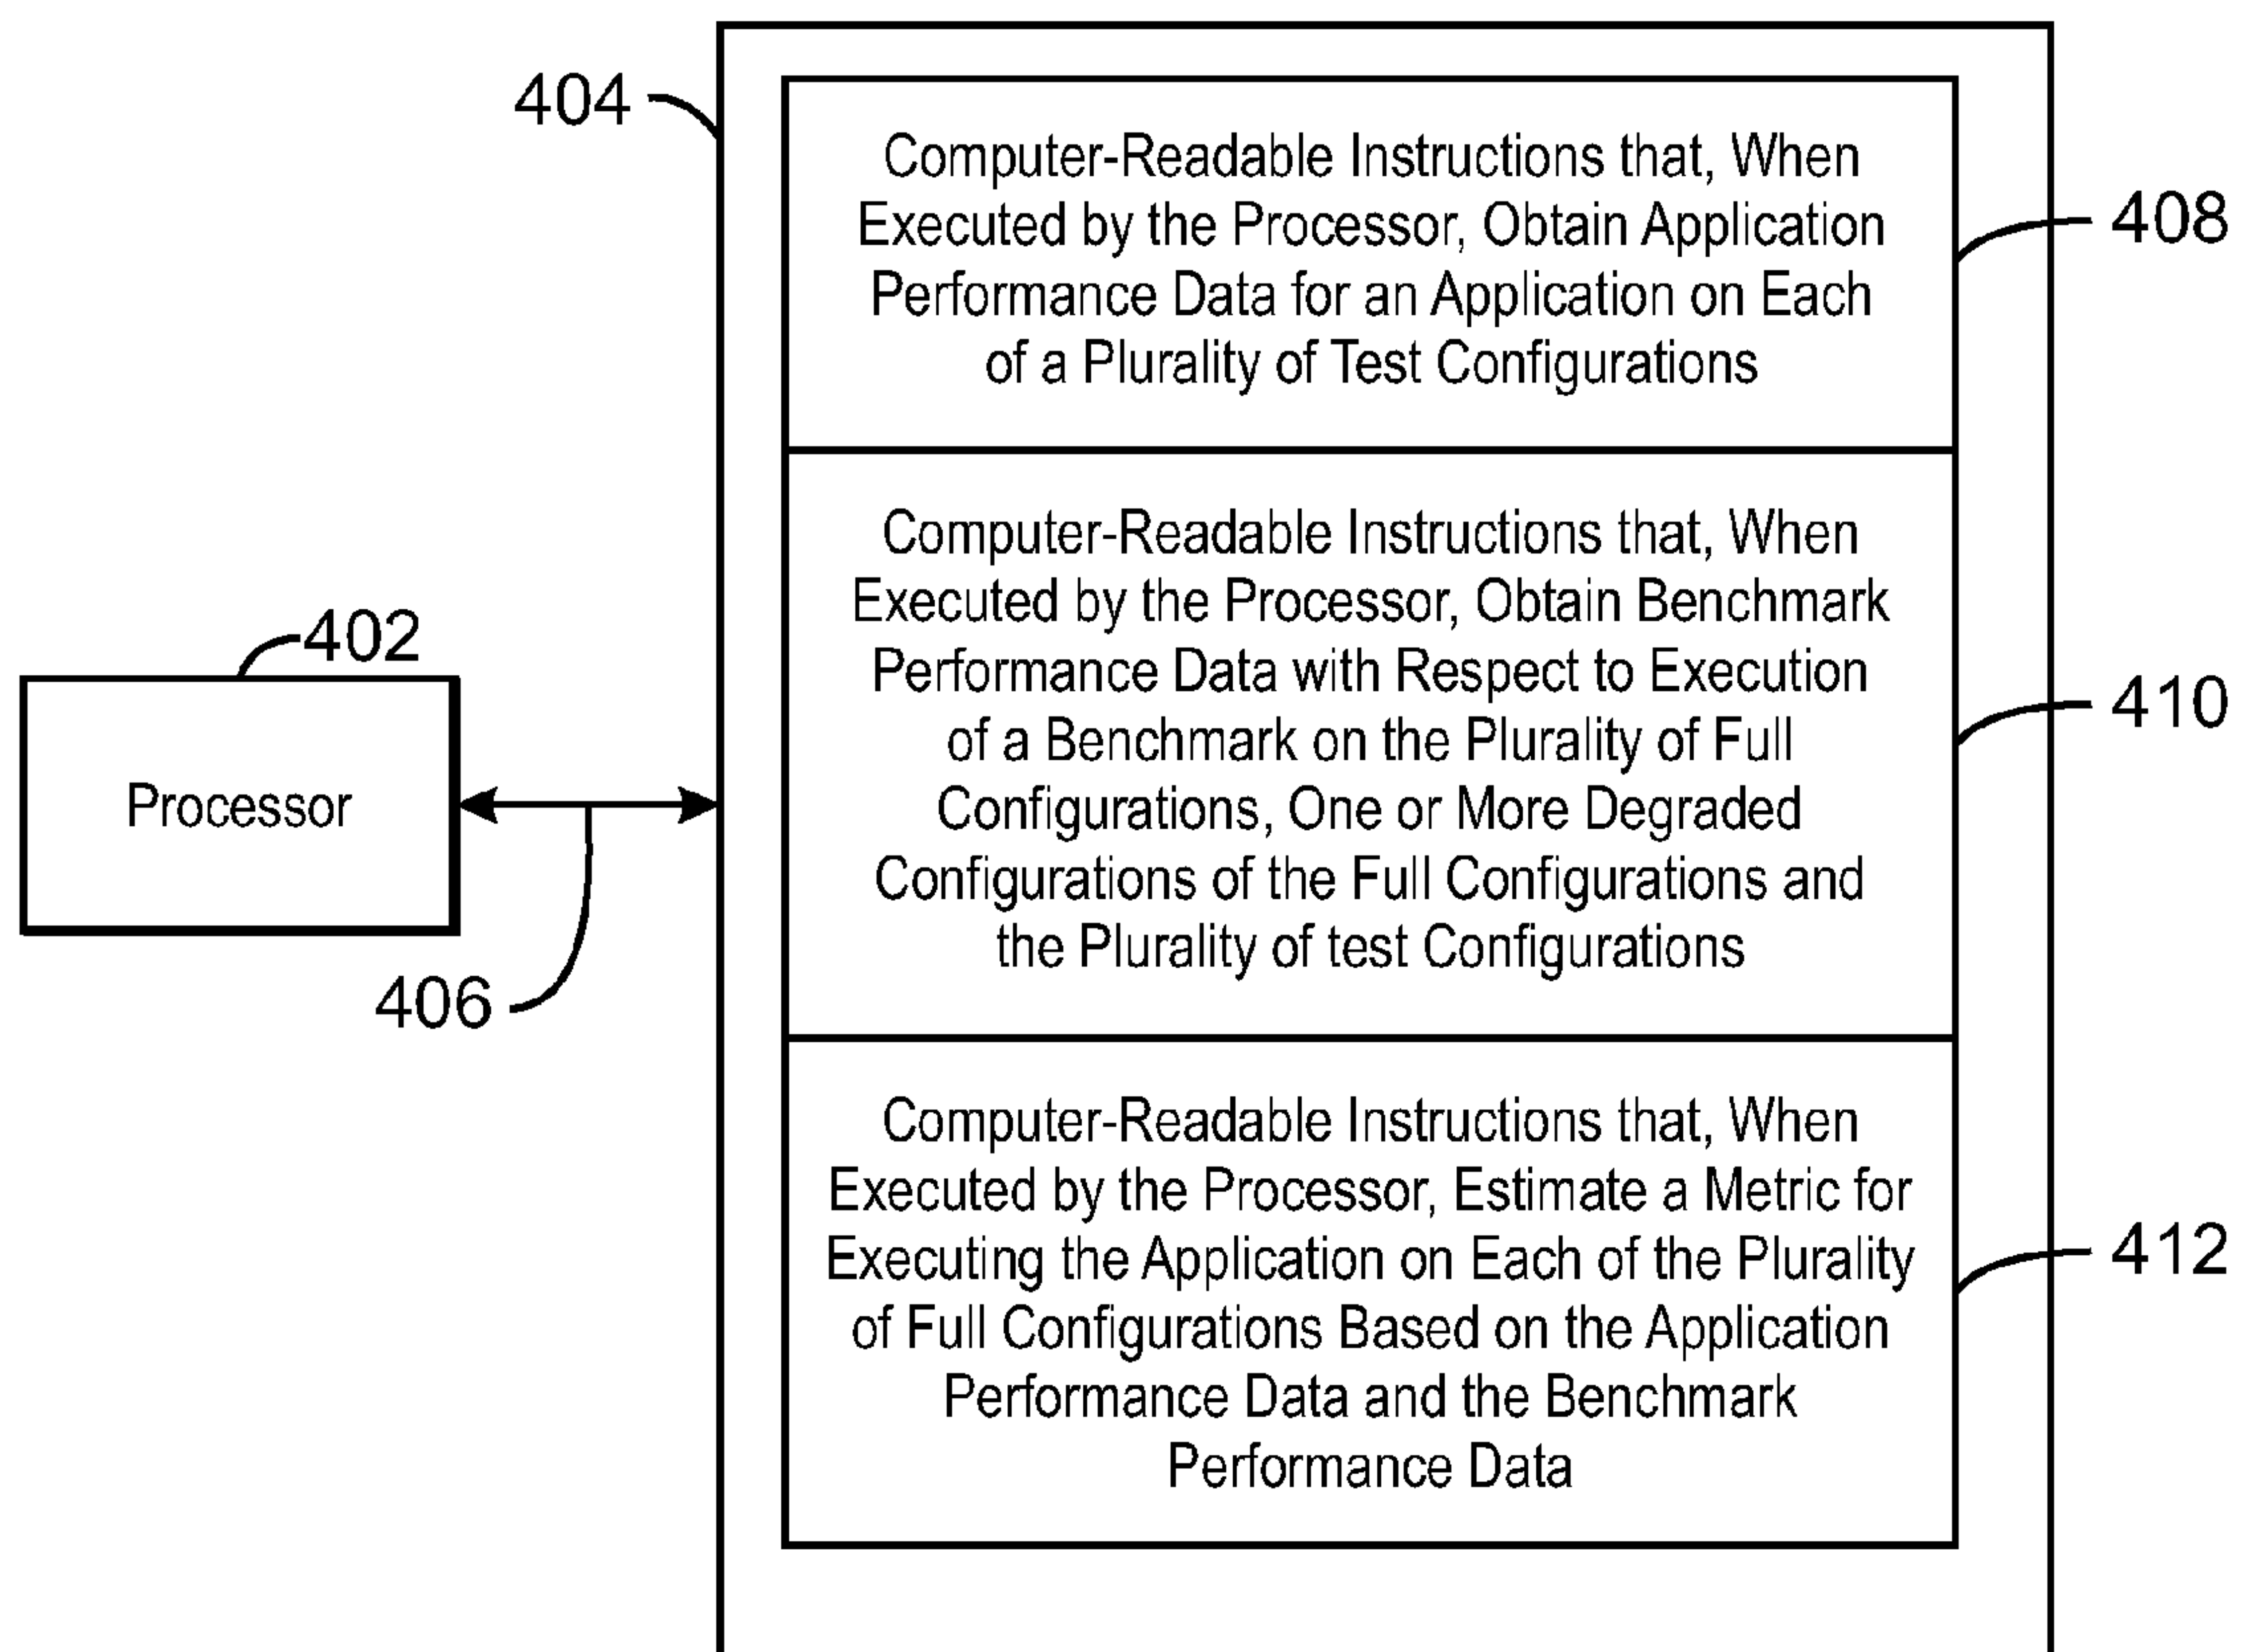 404
Computer-Readable Instructions that, When
Executed by the Processor, Obtain Application
Performance Data for an Application on Each
of a Plurality of Test Configurations
408
Computer-Readable Instructions that, When
Executed by the Processor, Obtain Benchmark
Performance Data with Respect to Execution
of a Benchmark on the Plurality of Full
Configurations, One or More Degraded
Configurations of the Full Configurations and
the Plurality of test Configurations
410
402
Processor
406
Computer-Readable Instructions that, When
Executed by the Processor, Estimate a Metric for
Executing the Application on Each of the Plurality
of Full Configurations Based on the Application
Performance Data and the Benchmark
Performance Data
412